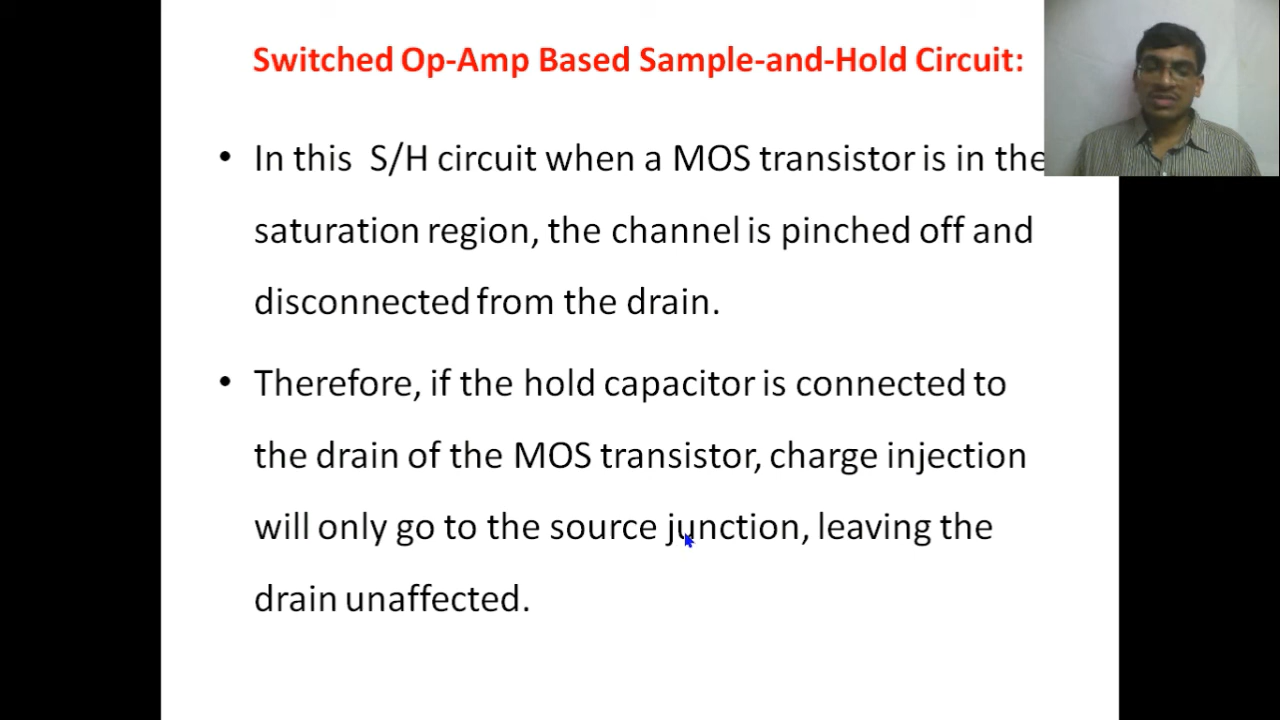 Switched Op-Amp Based Sample-and-Hold Circuit:
• In this S/H circuit when a MOS transistor is in the
saturation region, the channel is pinched off and
disconnected from the drain.
• Therefore, if the hold capacitor is connected to
the drain of the MOS transistor, charge injection
will only go to the source junction, leaving the
drain unaffected.